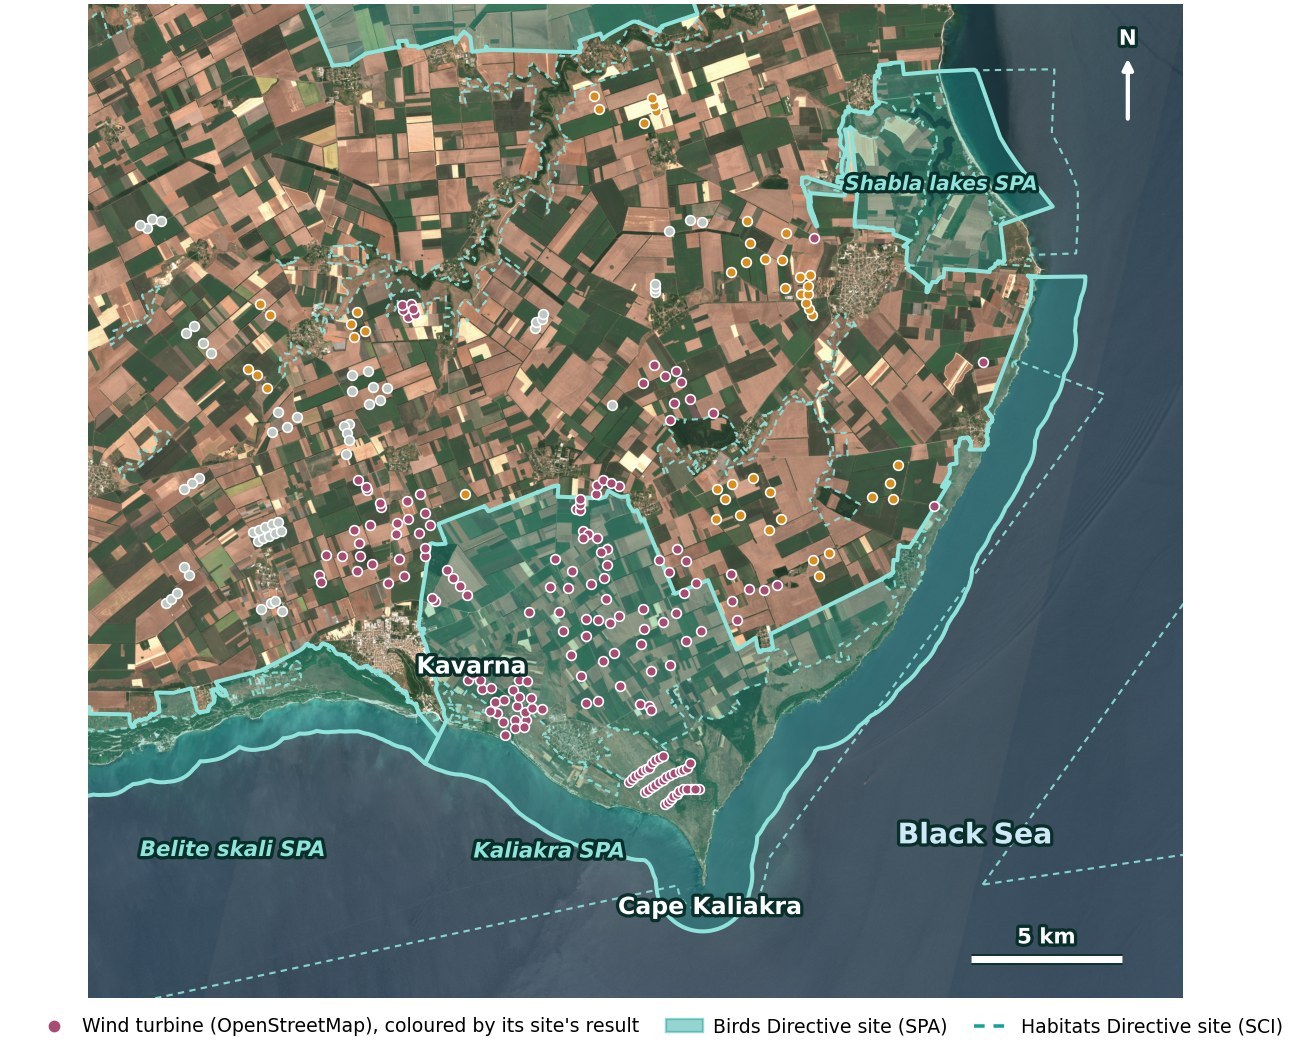 N
Shabla lakes SPA
Kavarna
Belite skali SPA
Kaliakra SPA
Black Sea
Cape Kaliakra
5 km
Wind turbine (OpenStreetMap), coloured by its site's result
Birds Directive site (SPA)
Habitats Directive site (SCI)